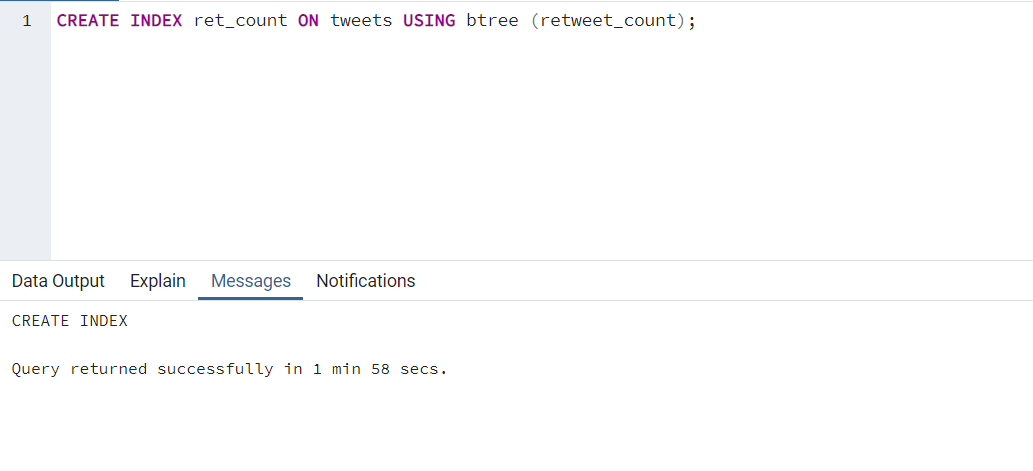 1 CREATE INDEX ret_count ON tweets USING btree (retweet_count);
Data Output Explain Messages Notifications
CREATE INDEX
Query returned successfully in 1 min 58 secs.